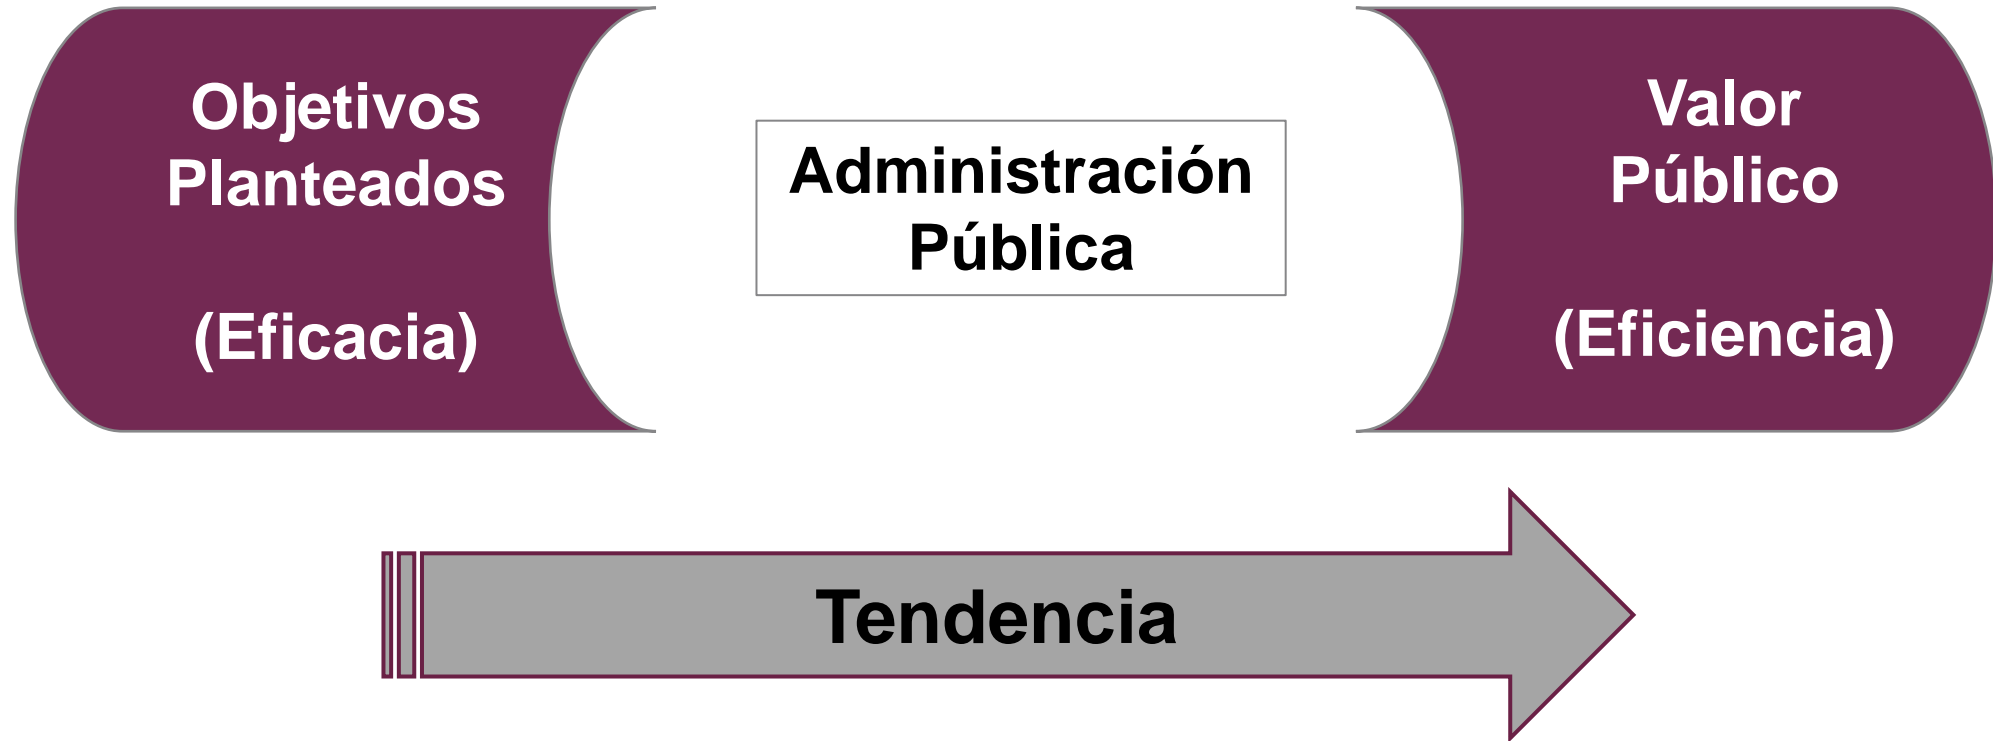 Objetivos
Planteados
(Eficacia)
Administración
Pública
Valor
Público
(Eficiencia)
Tendencia